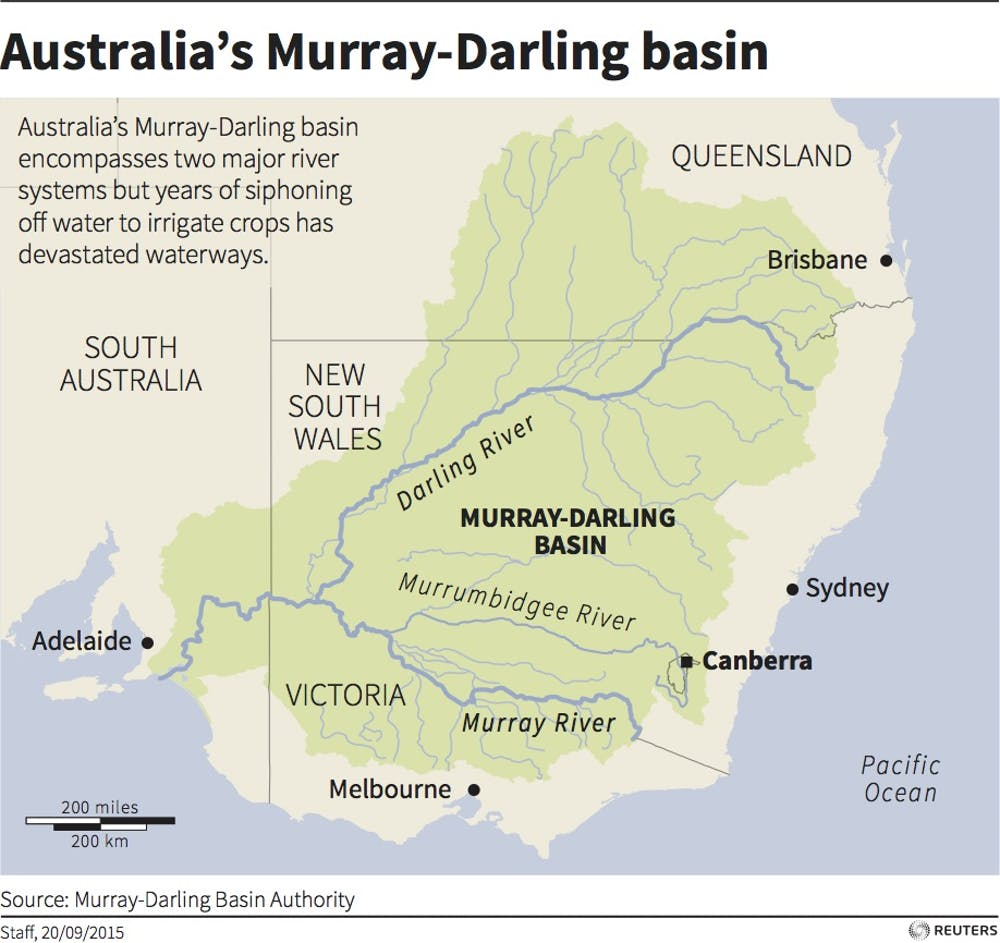 Australia's Murray-Darling basin
Australia's Murray-Darling basin
encompasses two major river
systems but years of siphoning
off water to irrigate crops has
devastated waterways.
QUEENSLAND
Brisbane
SOUTH
AUSTRALIA
NEW
SOUTH
WALES
Darling River
MURRAY-DARLING
BASIN
Murrumbidgee River
Sydney
Adelaide
Canberra
VICTORIA
Murray River
Melbourne
Pacific
Ocean
200 miles
200 km
Source: Murray-Darling Basin Authority
Staff, 20/09/2015
REUTERS